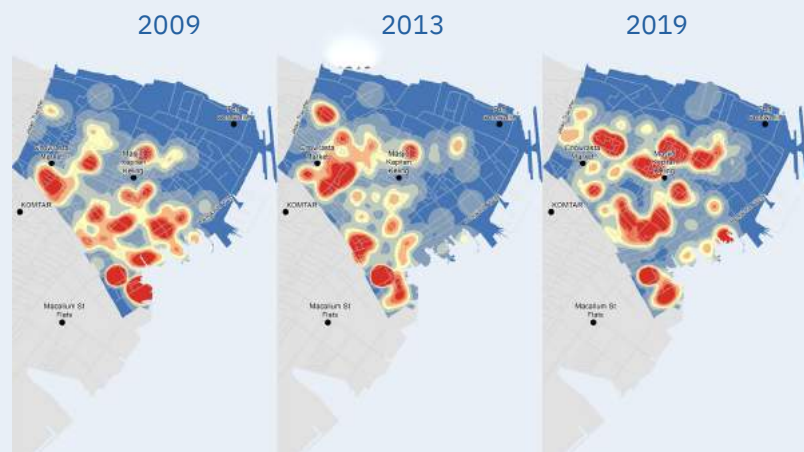 2009
2013
2019
Chowrasta
Market
Masjid
Kapitan
Keling
KOMTAR
Macallum St
Flats
Chowrasta
Market
Masjid
Kapitan
Keling
KOMTAR
Macallum St
Flats
Chowrasta
Market
Masjid
Kapitan
Keling
KOMTAR
Macallum St
Flats